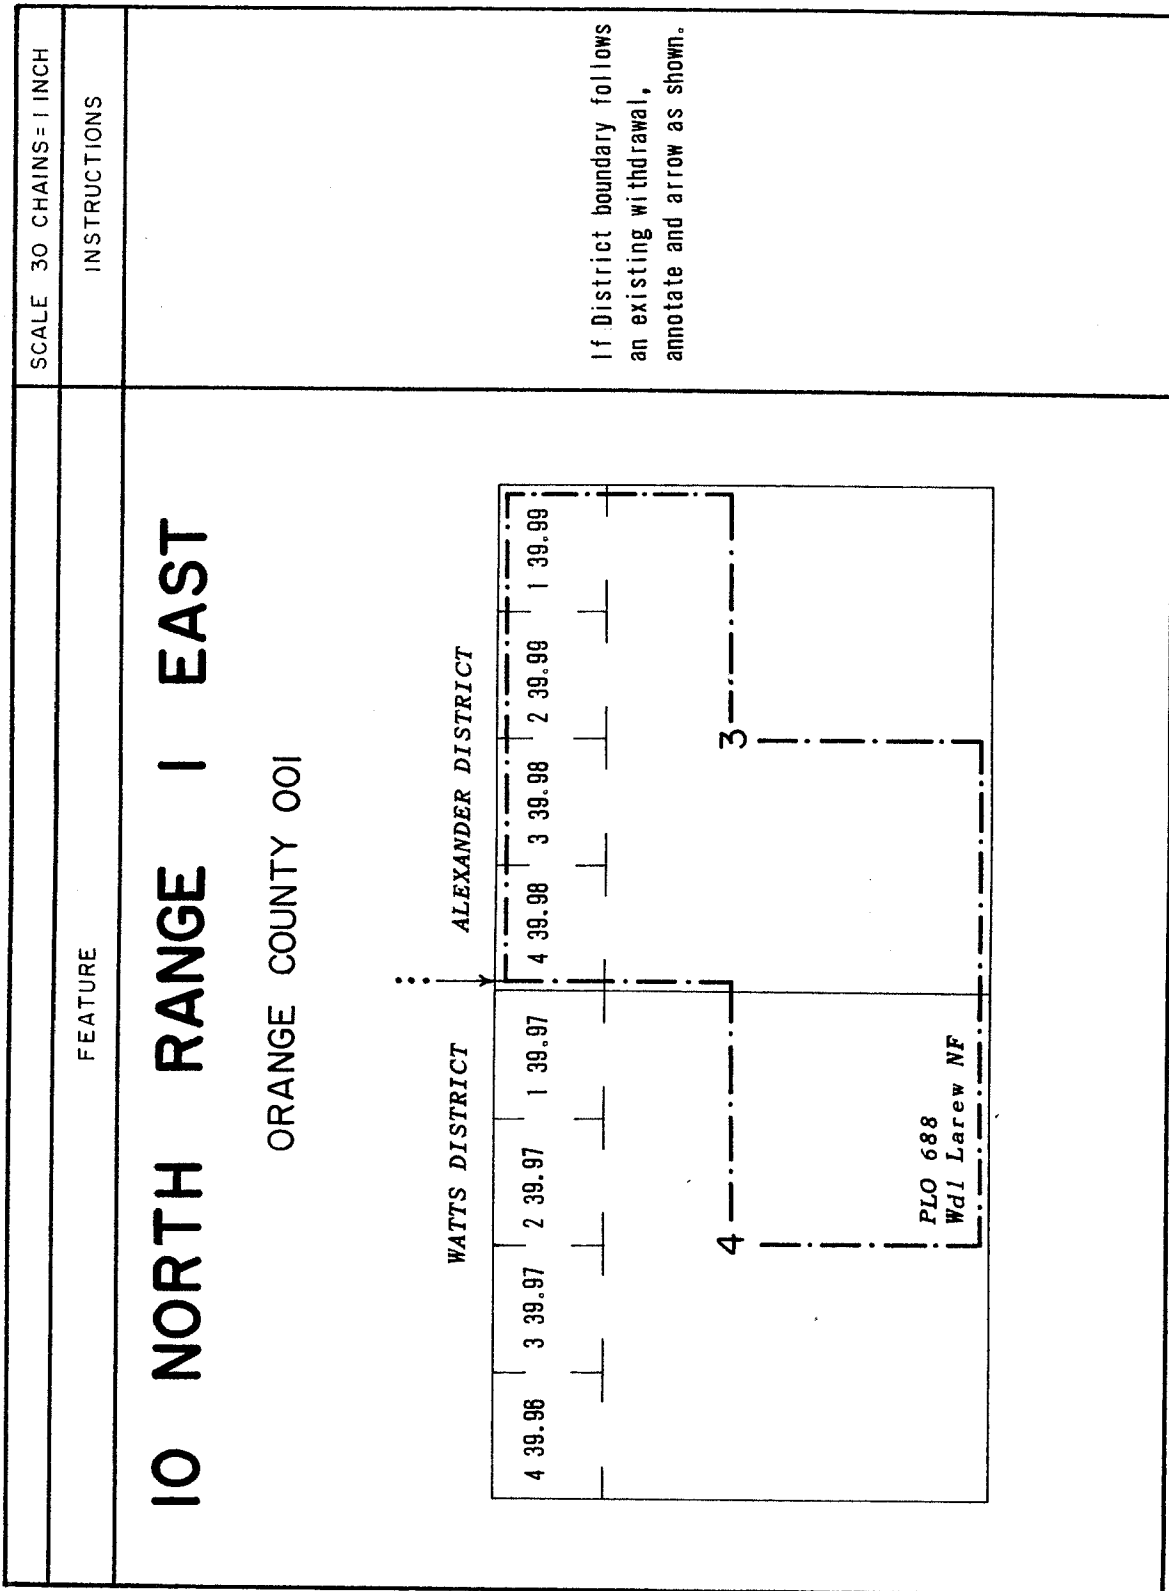 SCALE 30 CHAINS = 1 INCH
FEATURE
INSTRUCTIONS
10 NORTH RANGE 1 EAST
ORANGE COUNTY 001
WATTS DISTRICT
ALEXANDER DISTRICT
4 39.98
3 39.97
2 39.97
1 39.97
4 39.98
3 39.98
2 39.99
1 39.99
4
3
PLO 688
Wdl Larew NF
If District boundary follows
an existing withdrawal,
annotate and arrow as shown.